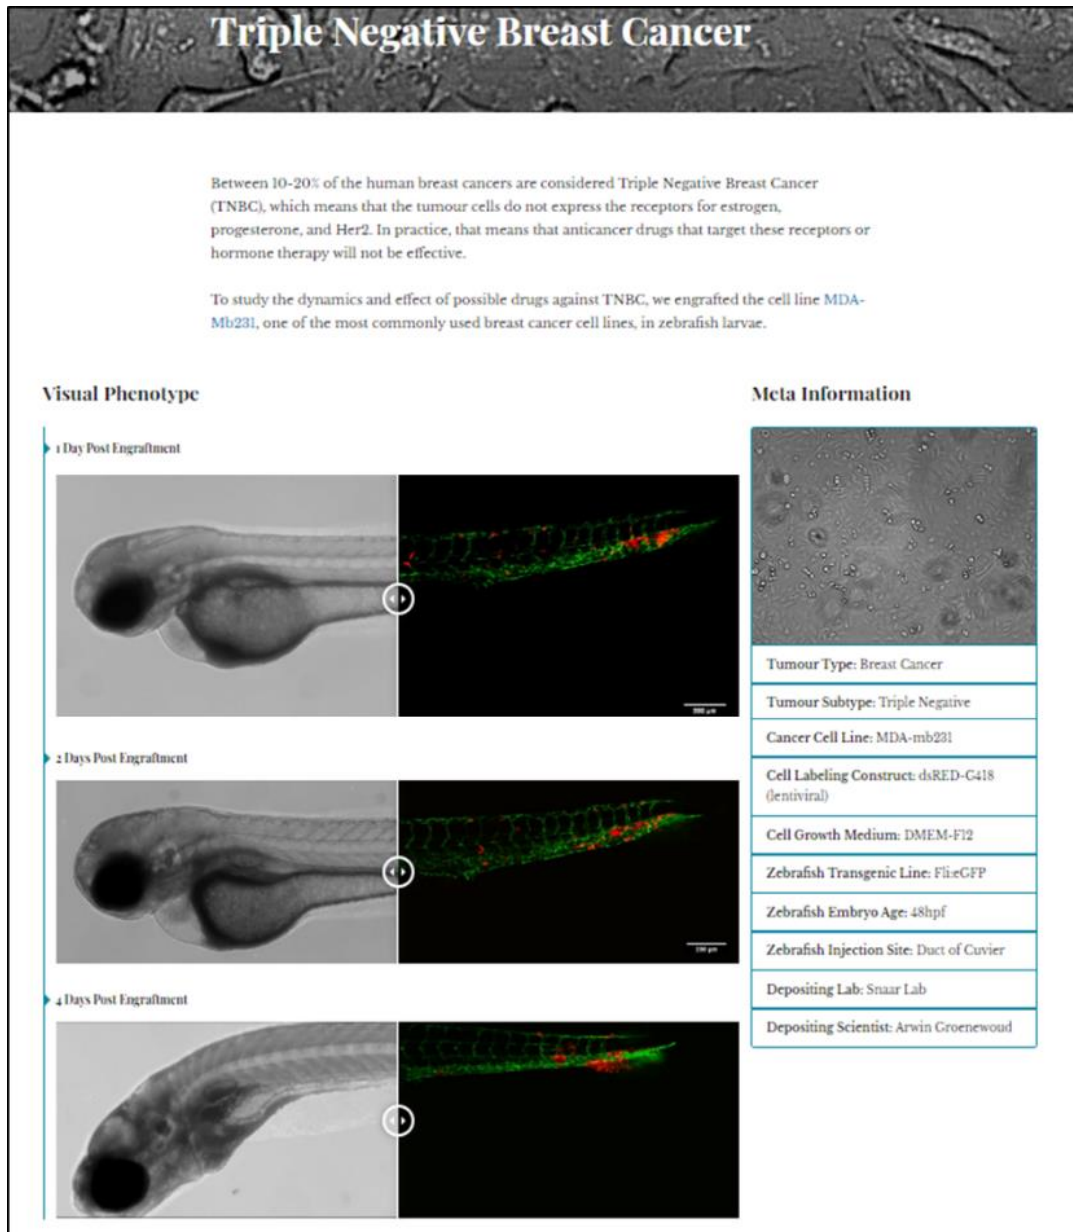 Triple Negative Breast Cancer
Between 10-20% of the human breast cancers are considered Triple Negative Breast Cancer
(TNBC), which means that the tumour cells do not express the receptors for estrogen,
progesterone, and Her2. In practice, that means that anticancer drugs that target these receptors or
hormone therapy will not be effective.
To study the dynamics and effect of possible drugs against TNBC, we engrafted the cell line MDA-
Mb231, one of the most commonly used breast cancer cell lines, in zebrafish larvae.
Visual Phenotype
1 Day Post Engraftment
2 Days Post Engraftment
4 Days Post Engraftment
Meta Information
Tumour Type: Breast Cancer
Tumour Subtype: Triple Negative
Cancer Cell Line: MDA-mb231
Cell Labeling Construct: dsRED-G418
(lentiviral)
Cell Growth Medium: DMEM-F12
Zebrafish Transgenic Line: Fli:eGFP
Zebrafish Embryo Age: 48hpf
Zebrafish Injection Site: Duct of Cuvier
Depositing Lab: Snaar Lab
Depositing Scientist: Arwin Groenewoud